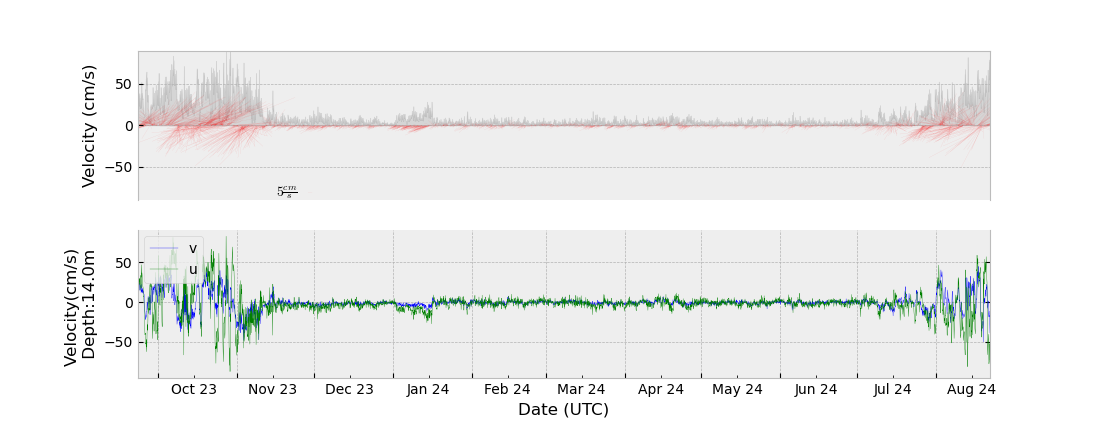 Velocity (cm/s)
50
0
−50
5 cm/s
Velocity(cm/s)
Depth:14.0m
50
0
−50
v
u
Oct 23 Nov 23 Dec 23 Jan 24 Feb 24 Mar 24 Apr 24 May 24 Jun 24 Jul 24 Aug 24
Date (UTC)